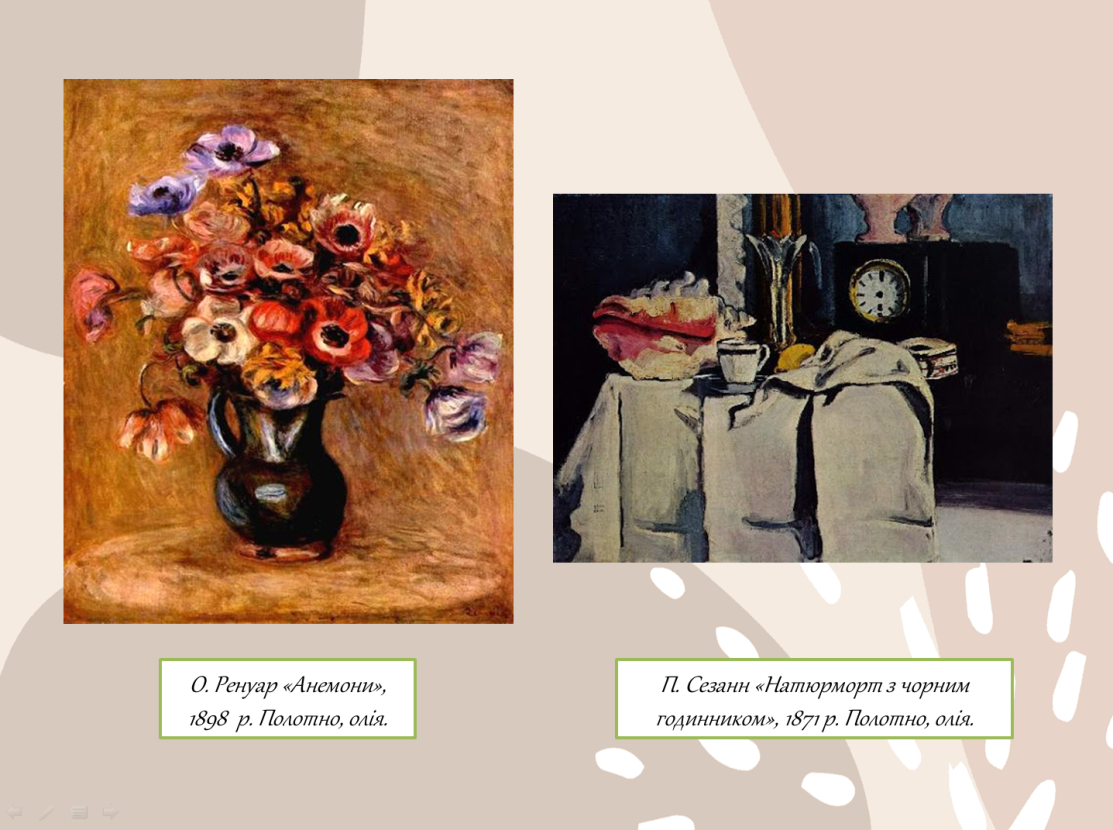 О. Ренуар «Анемони»,
1898 р. Полотно, олія.
П. Сезанн «Натюрморт з чорним
годинником», 1871 р. Полотно, олія.